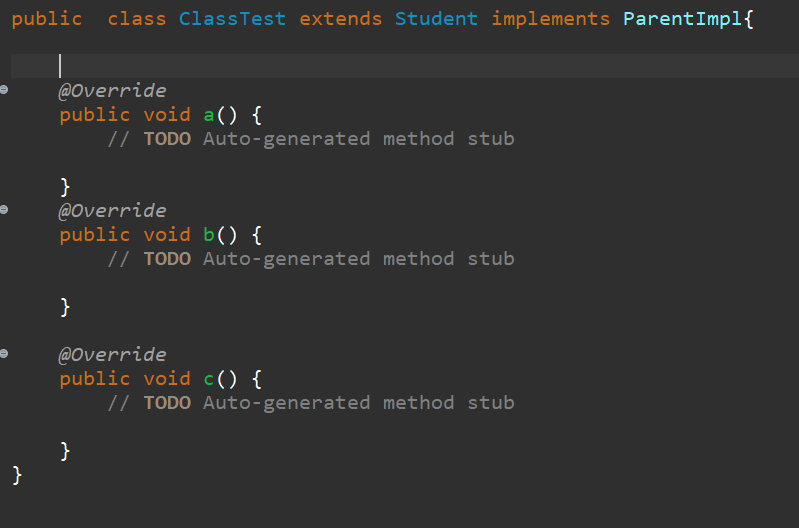 public  class ClassTest extends Student implements ParentImpl{
@Override
public void a() {
// TODO Auto-generated method stub
}
@Override
public void b() {
// TODO Auto-generated method stub
}
@Override
public void c() {
// TODO Auto-generated method stub
}
}